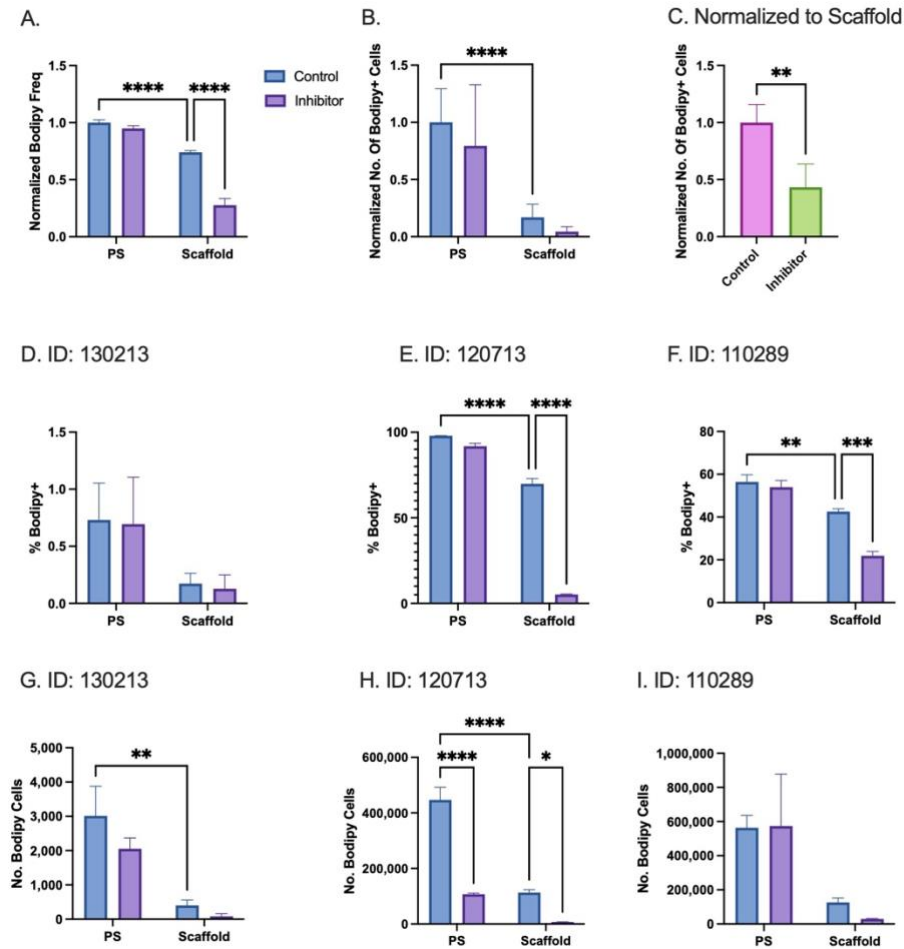 A.
Normalized Bodipy Freq
1.5
1.0
0.5
0.0
****
****
PS
Scaffold
Control
Inhibitor
B.
Normalized No. Of Bodipy+ Cells
1.5
1.0
0.5
0.0
****
PS
Scaffold
C. Normalized to Scaffold
Normalized No. Of Bodipy+ Cells
1.5
1.0
0.5
0.0
**
Control
Inhibitor
D. ID: 130213
% Bodipy+
1.5
1.0
0.5
0.0
PS
Scaffold
E. ID: 120713
% Bodipy+
100
50
0
****
****
PS
Scaffold
F. ID: 110289
% Bodipy+
80
60
40
20
0
**
***
PS
Scaffold
G. ID: 130213
No. Bodipy Cells
5,000
4,000
3,000
2,000
1,000
0
**
PS
Scaffold
H. ID: 120713
No. Bodipy Cells
600,000
400,000
200,000
0
****
****
*
PS
Scaffold
I. ID: 110289
No. Bodipy Cells
1,000,000
800,000
600,000
400,000
200,000
0
PS
Scaffold